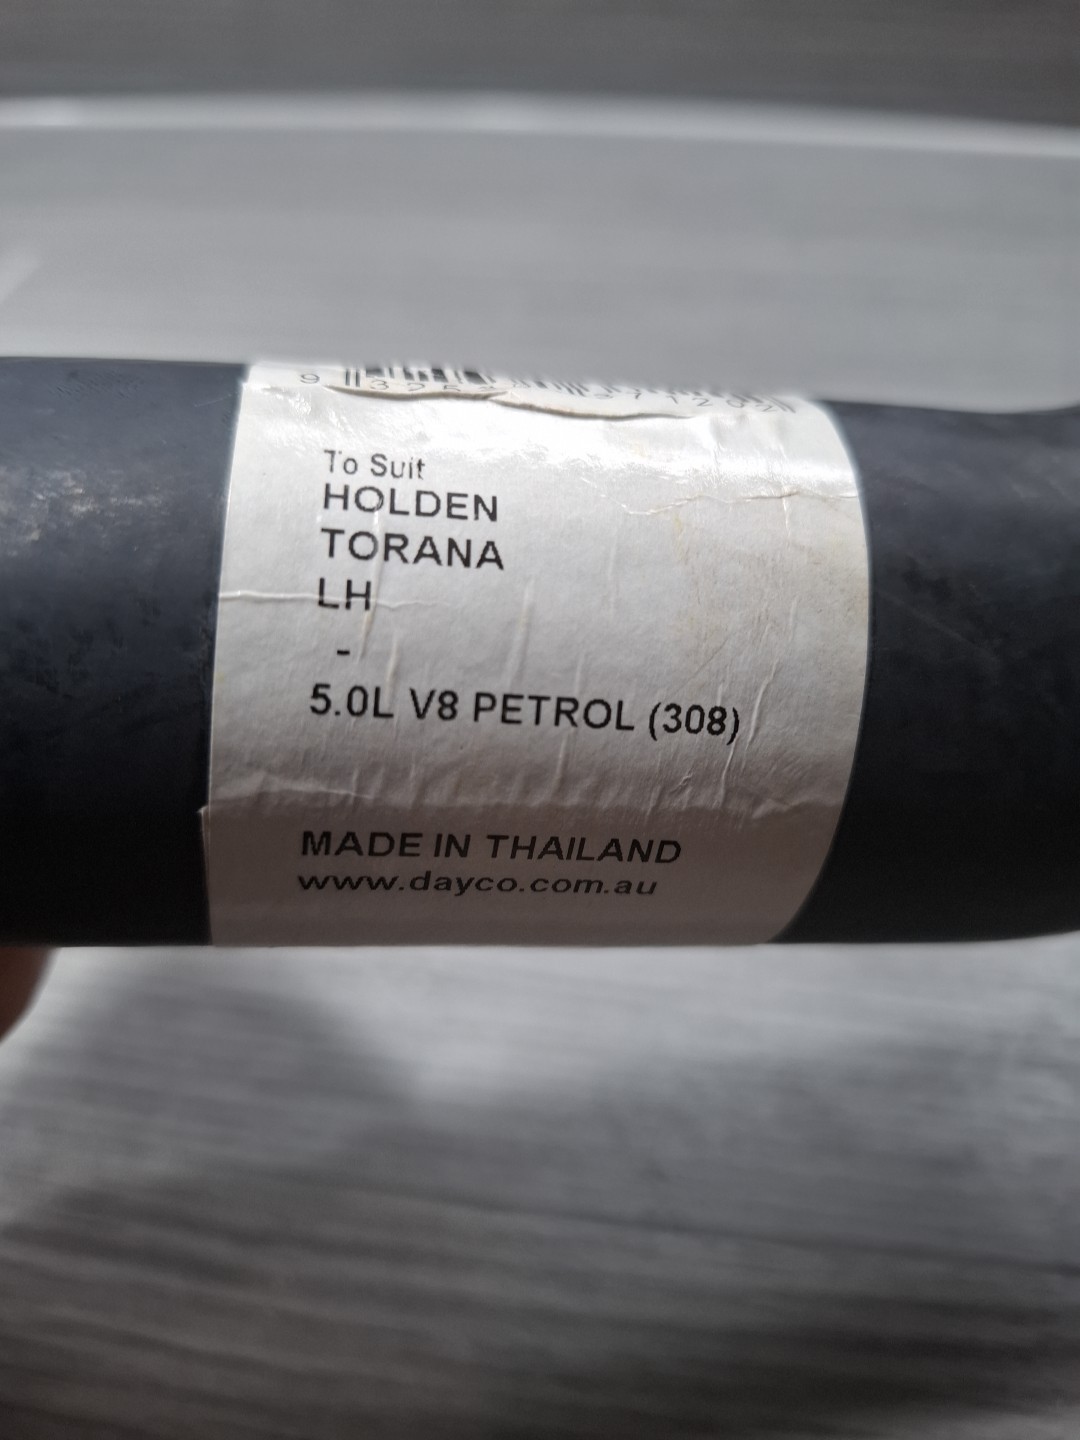 To Suit
HOLDEN
TORANA
LH
-
5.0L V8 PETROL (308)
MADE IN THAILAND
www.dayco.com.au